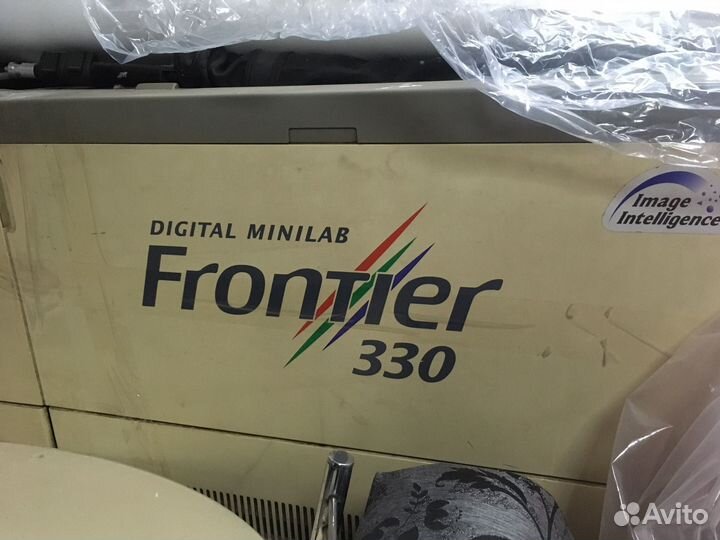 DIGITAL MINILAB
Frontier
330
Image
Intelligence
Avito